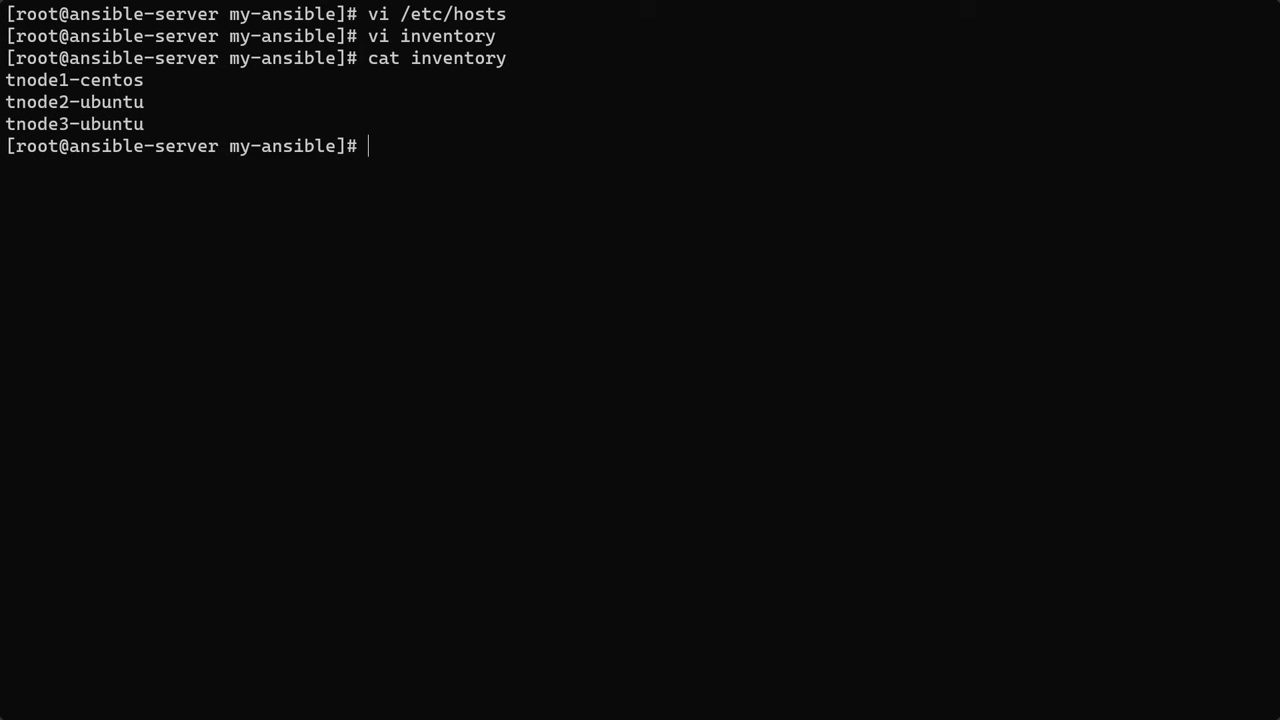 [root@ansible-server my-ansible]# vi /etc/hosts
[root@ansible-server my-ansible]# vi inventory
[root@ansible-server my-ansible]# cat inventory
tnode1-centos
tnode2-ubuntu
tnode3-ubuntu
[root@ansible-server my-ansible]#